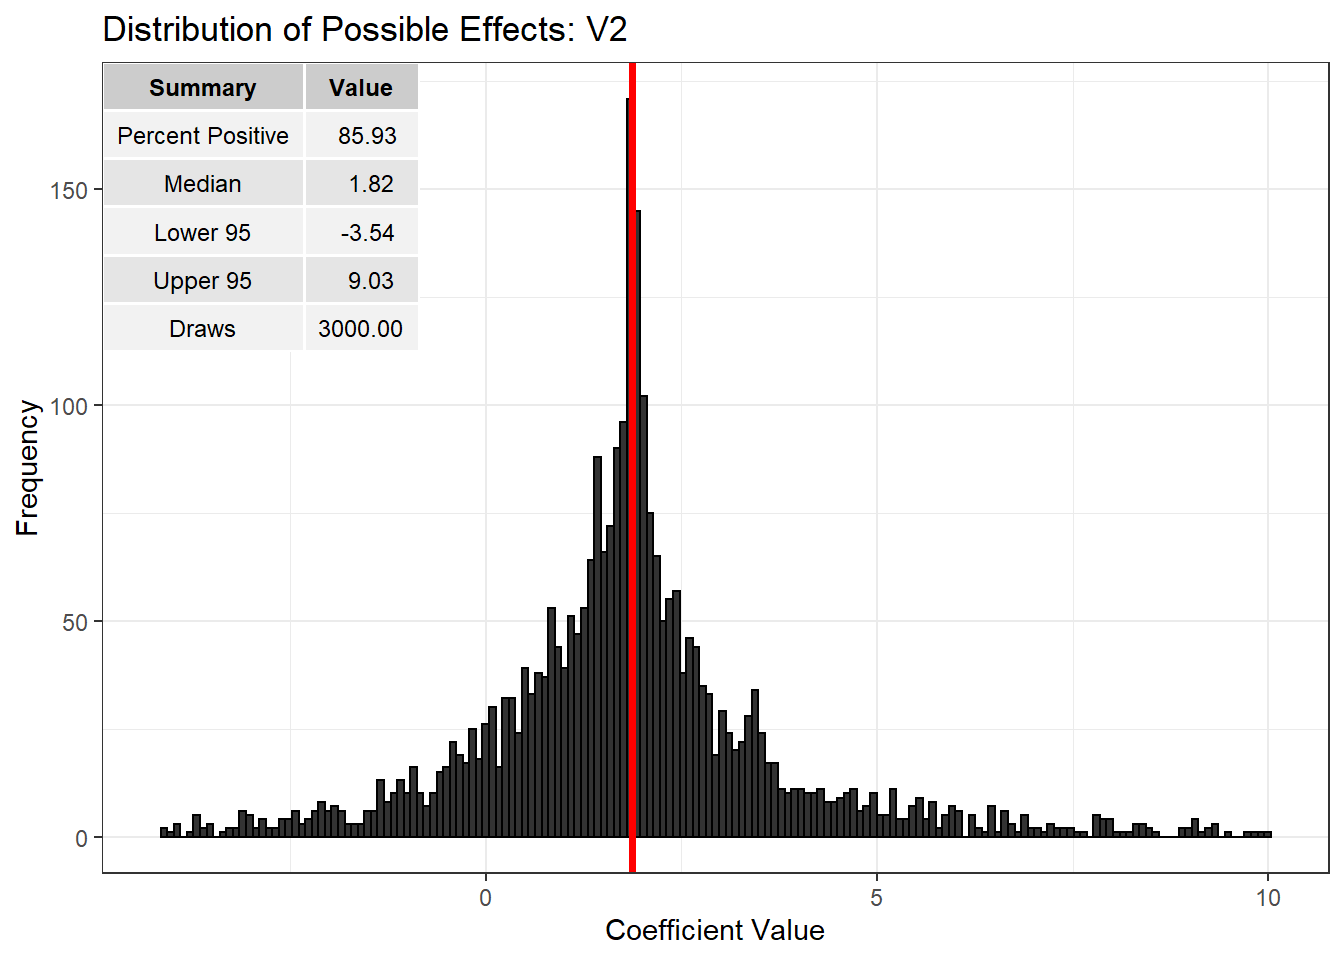 Distribution of Possible Effects: V2
Summary Value
Percent Positive 85.93
Median 1.82
Lower 95 -3.54
Upper 95 9.03
Draws 3000.00
150
100
50
0
Frequency
0 5 10
Coefficient Value